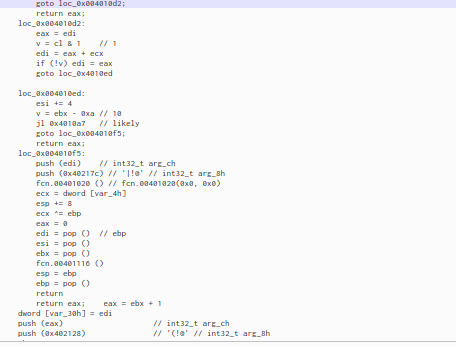 goto loc_0x004010d2;
return eax;
loc_0x004010d2:
eax = edi
v = cl & 1 // 1
edi = eax + ecx
if (!v) edi = eax
goto loc_0x4010ed
loc_0x004010ed:
esi += 4
v = ebx - 0xa // 10
jl 0x4010a7 // likely
goto loc_0x004010f5;
return eax;
loc_0x004010f5:
push (edi) // int32_t arg_ch
push (0x40217c) // '|!@' // int32_t arg_8h
fcn.00401020 () // fcn.00401020(0x0, 0x0)
ecx = dword [var_4h]
esp += 8
ecx ^= ebp
eax = 0
edi = pop () // ebp
esi = pop ()
ebx = pop ()
fcn.00401116 ()
esp = ebp
ebp = pop ()
return
return eax; eax = ebx + 1
dword [var_30h] = edi
push (eax) // int32_t arg_ch
push (0x402128) // '(!@' // int32_t arg_8h